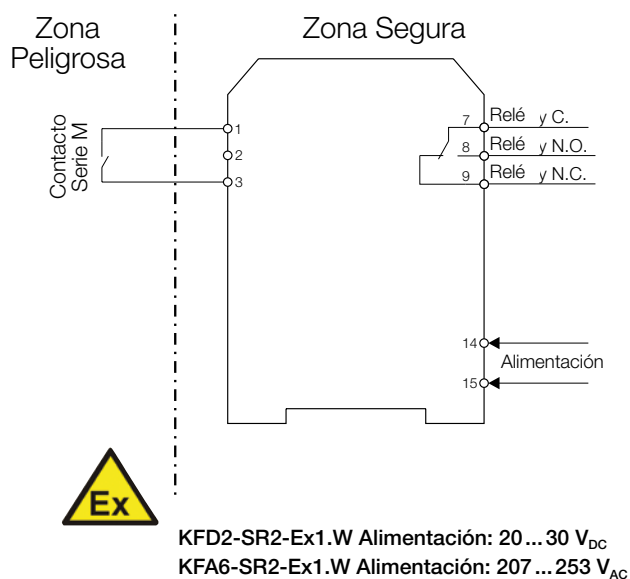 Zona
Peligrosa
Zona Segura
Contacto
Serie M
1
2
3
7 Relé y C.
8 Relé y N.O.
9 Relé y N.C.
14
Alimentación
15
Ex
KFD2-SR2-Ex1.W Alimentación: 20...30 VDC
KFA6-SR2-Ex1.W Alimentación: 207...253 VAC